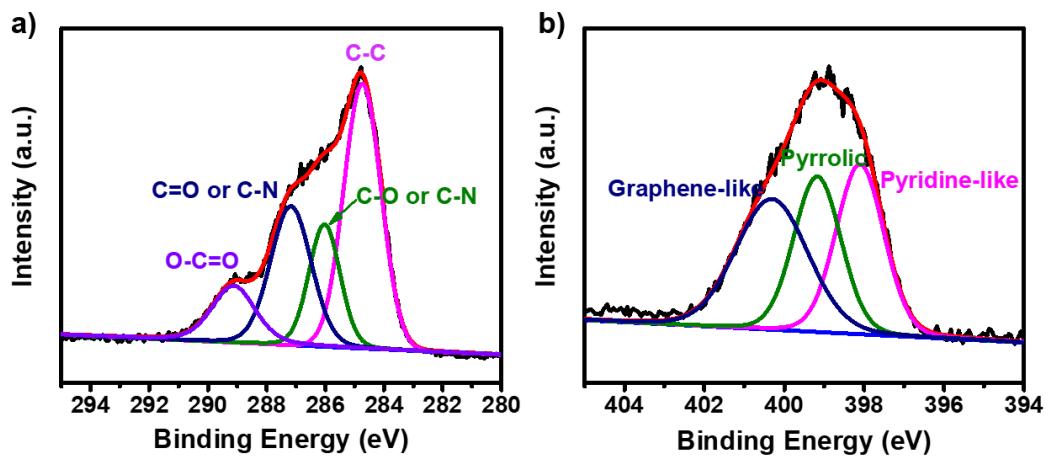 a)
C-C
C=O or C-N
C-O or C-N
O-C=O
Intensity (a.u.)
294 292 290 288 286 284 282 280
Binding Energy (eV)
b)
Pyrrolic
Graphene-like
Pyridine-like
Intensity (a.u.)
404 402 400 398 396 394
Binding Energy (eV)